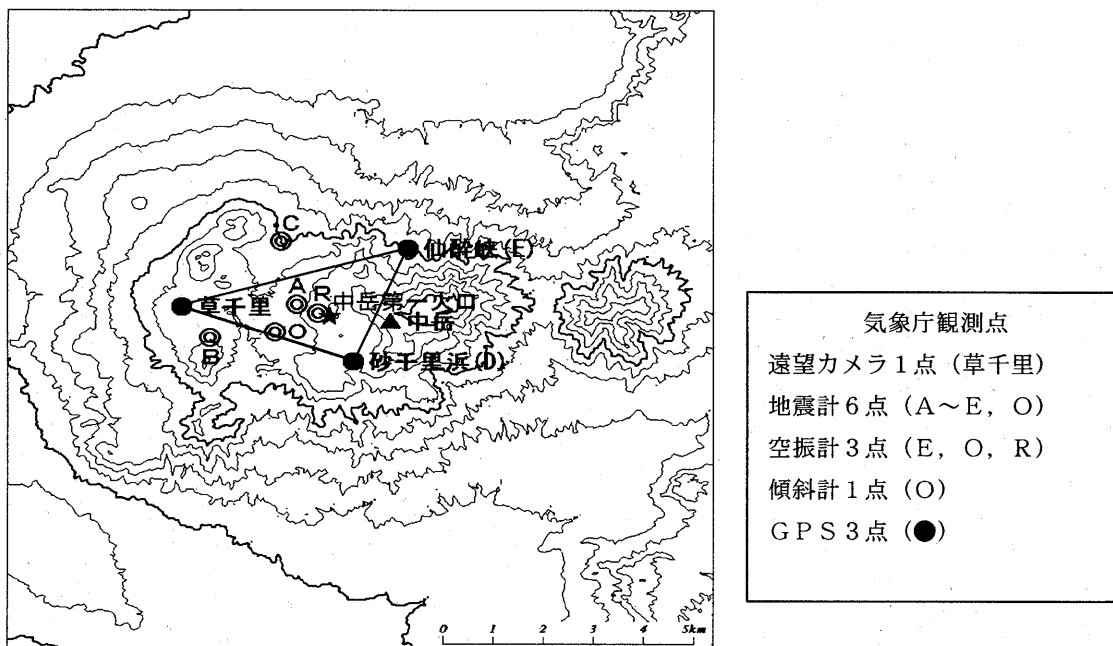 C
仙酔峡(E)
A
R
中岳第一火口
草千里
O
中岳
B
砂千里浜(D)
0 1 2 3 4 5km
気象庁観測点
遠望カメラ1点(草千里)
地震計6点(A~E,O)
空振計3点(E,O,R)
傾斜計1点(O)
GPS3点(●)